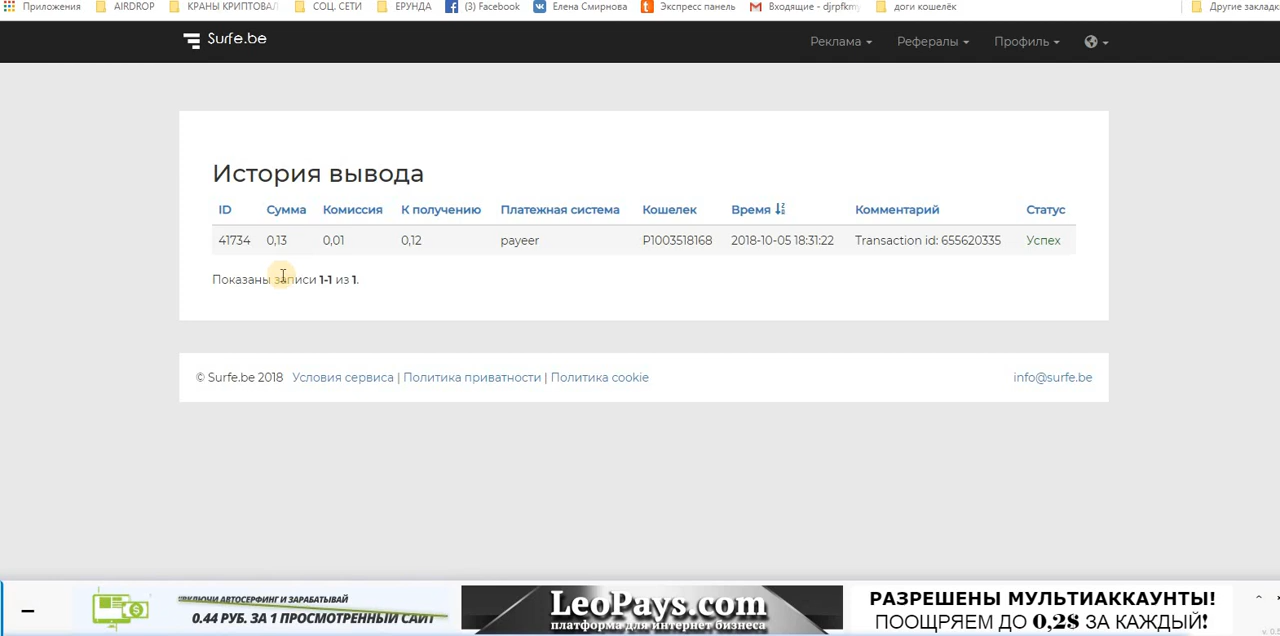 Приложения AIRDROP КРАНЫ КРИПТОВАЛ СОЦ. СЕТИ ЕРУНДА (3) Facebook Елена Смирнова Экспресс панель Входящие - djrpfkmy доги кошелёк Другие закладк
Surfe.be Реклама Рефералы Профиль
История вывода
ID Сумма Комиссия К получению Платежная система Кошелек Время Комментарий Статус
41734 0,13 0,01 0,12 payeer P1003518168 2018-10-05 18:31:22 Transaction id: 655620335 Успех
Показаны записи 1-1 из 1.
© Surfe.be 2018 Условия сервиса | Политика приватности | Политика cookie info@surfe.be
ВКЛЮЧИ АВТОСЕРФИНГ И ЗАРАБАТЫВАЙ
0.44 РУБ. ЗА 1 ПРОСМОТРЕННЫЙ САЙТ
LeoPays.com
платформа для интернет бизнеса
РАЗРЕШЕНЫ МУЛЬТИАККАУНТЫ!
ПООЩРЯЕМ ДО 0,2$ ЗА КАЖДЫЙ!